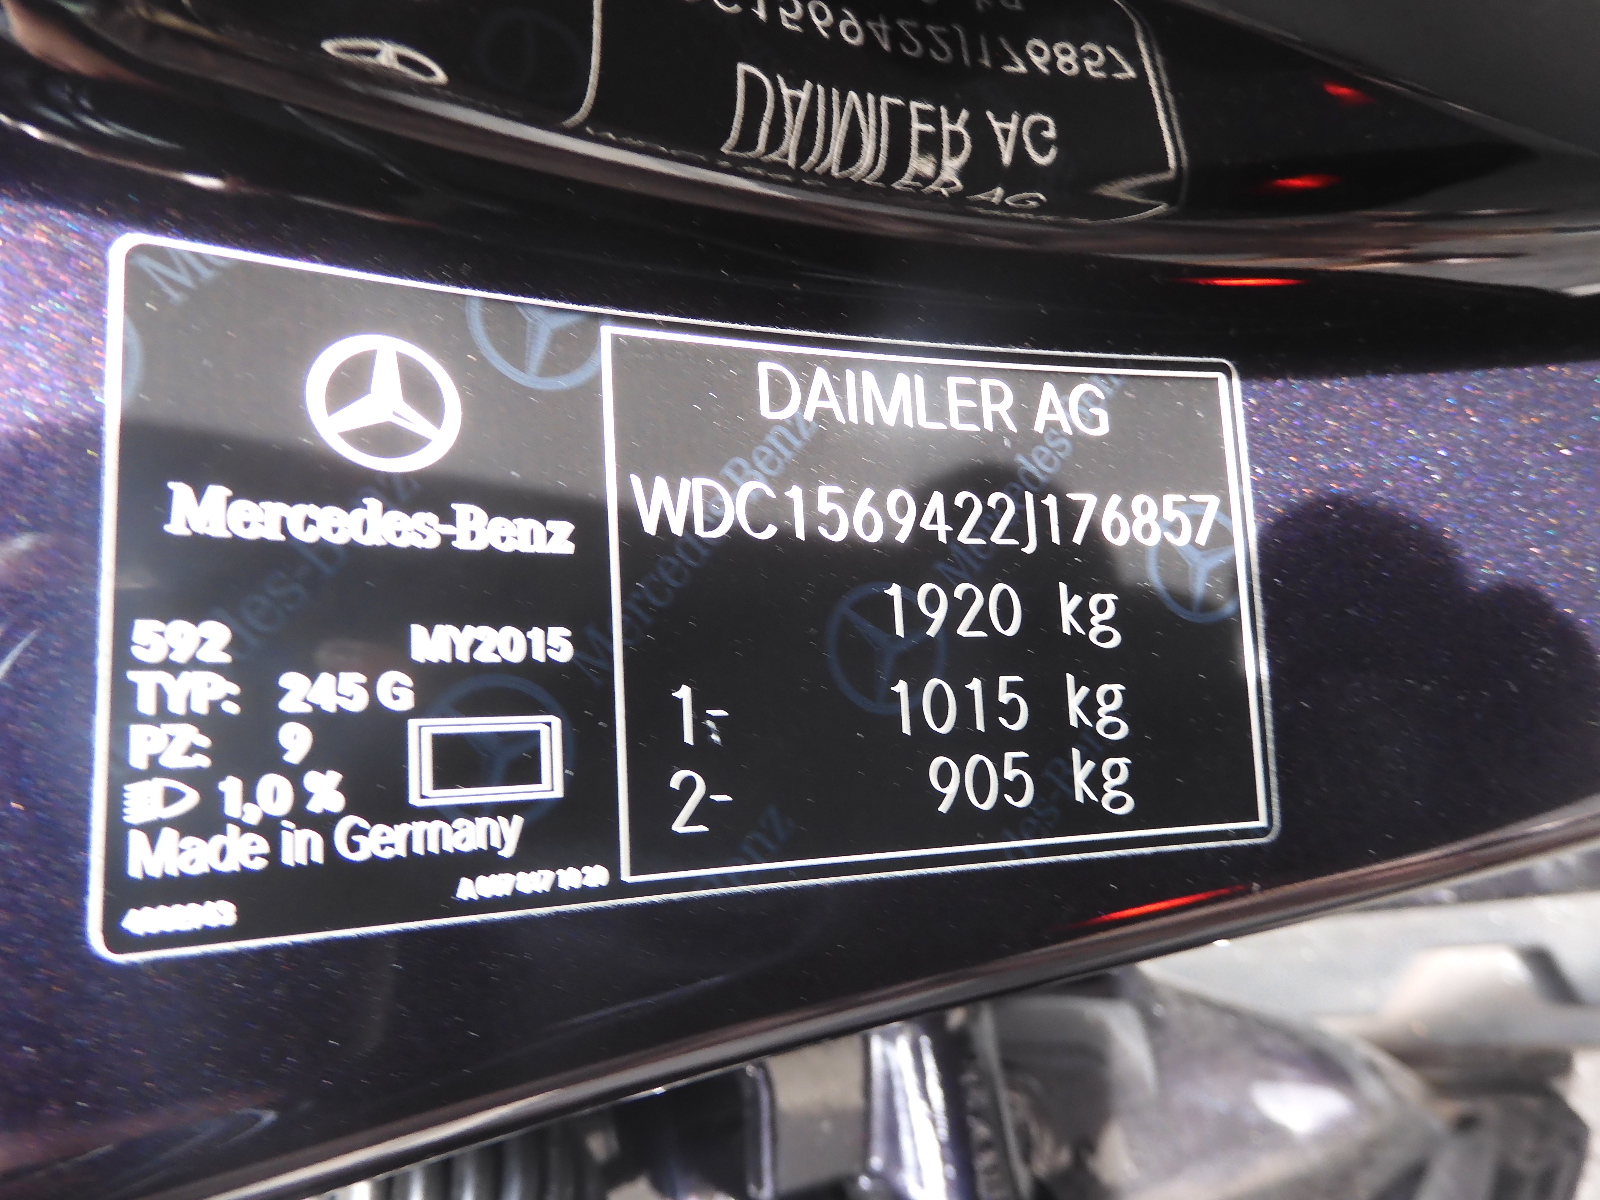 DAIMLER AG
Mercedes-Benz
WDC1569422J176857
1920 kg
592 MY2015
TYP: 245 G
1- 1015 kg
PZ: 9
2- 905 kg
1,0 %
Made in Germany